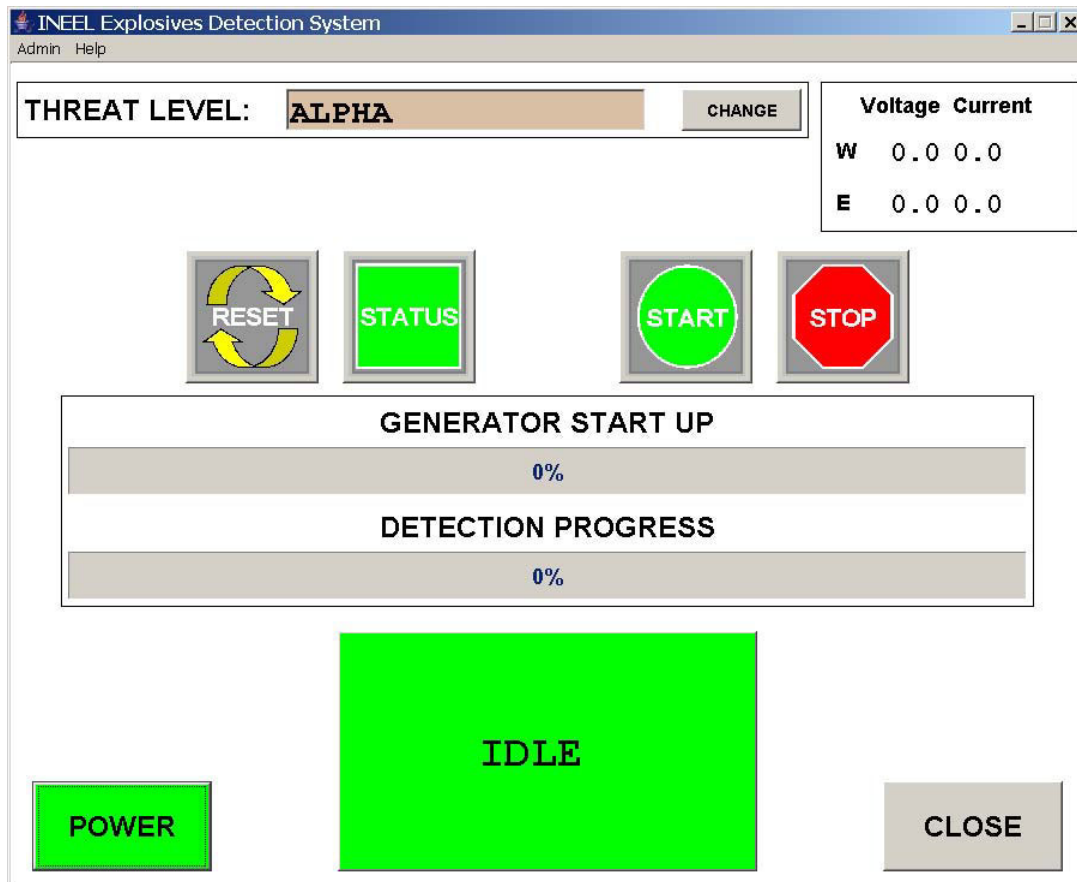 INEEL Explosives Detection System
Admin Help
THREAT LEVEL: ALPHA CHANGE
Voltage Current
W 0.0 0.0
E 0.0 0.0
RESET STATUS START STOP
GENERATOR START UP
0%
DETECTION PROGRESS
0%
IDLE
POWER CLOSE